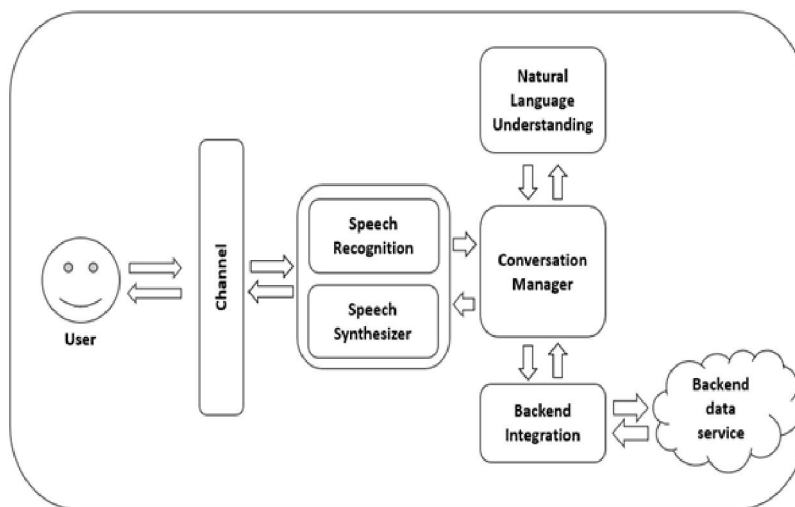 Natural
Language
Understanding
Channel
Speech
Recognition
Conversation
Manager
User
Speech
Synthesizer
Backend
Integration
Backend
data
service